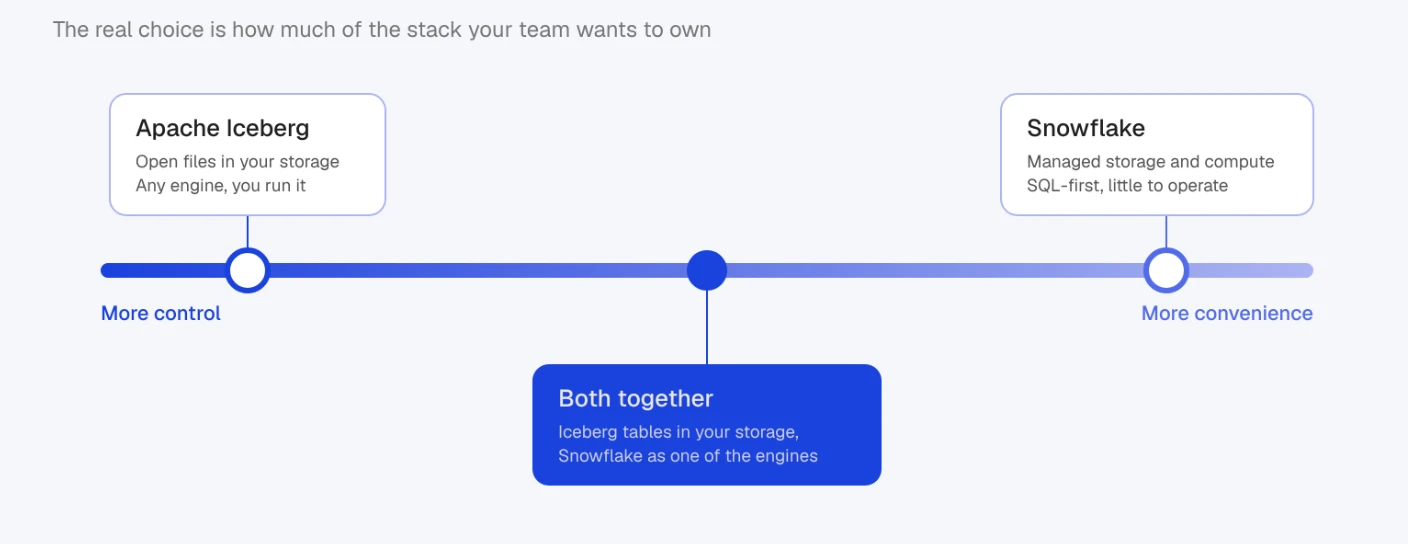 The real choice is how much of the stack your team wants to own
Apache Iceberg
Open files in your storage
Any engine, you run it
Snowflake
Managed storage and compute
SQL-first, little to operate
More control
More convenience
Both together
Iceberg tables in your storage,
Snowflake as one of the engines